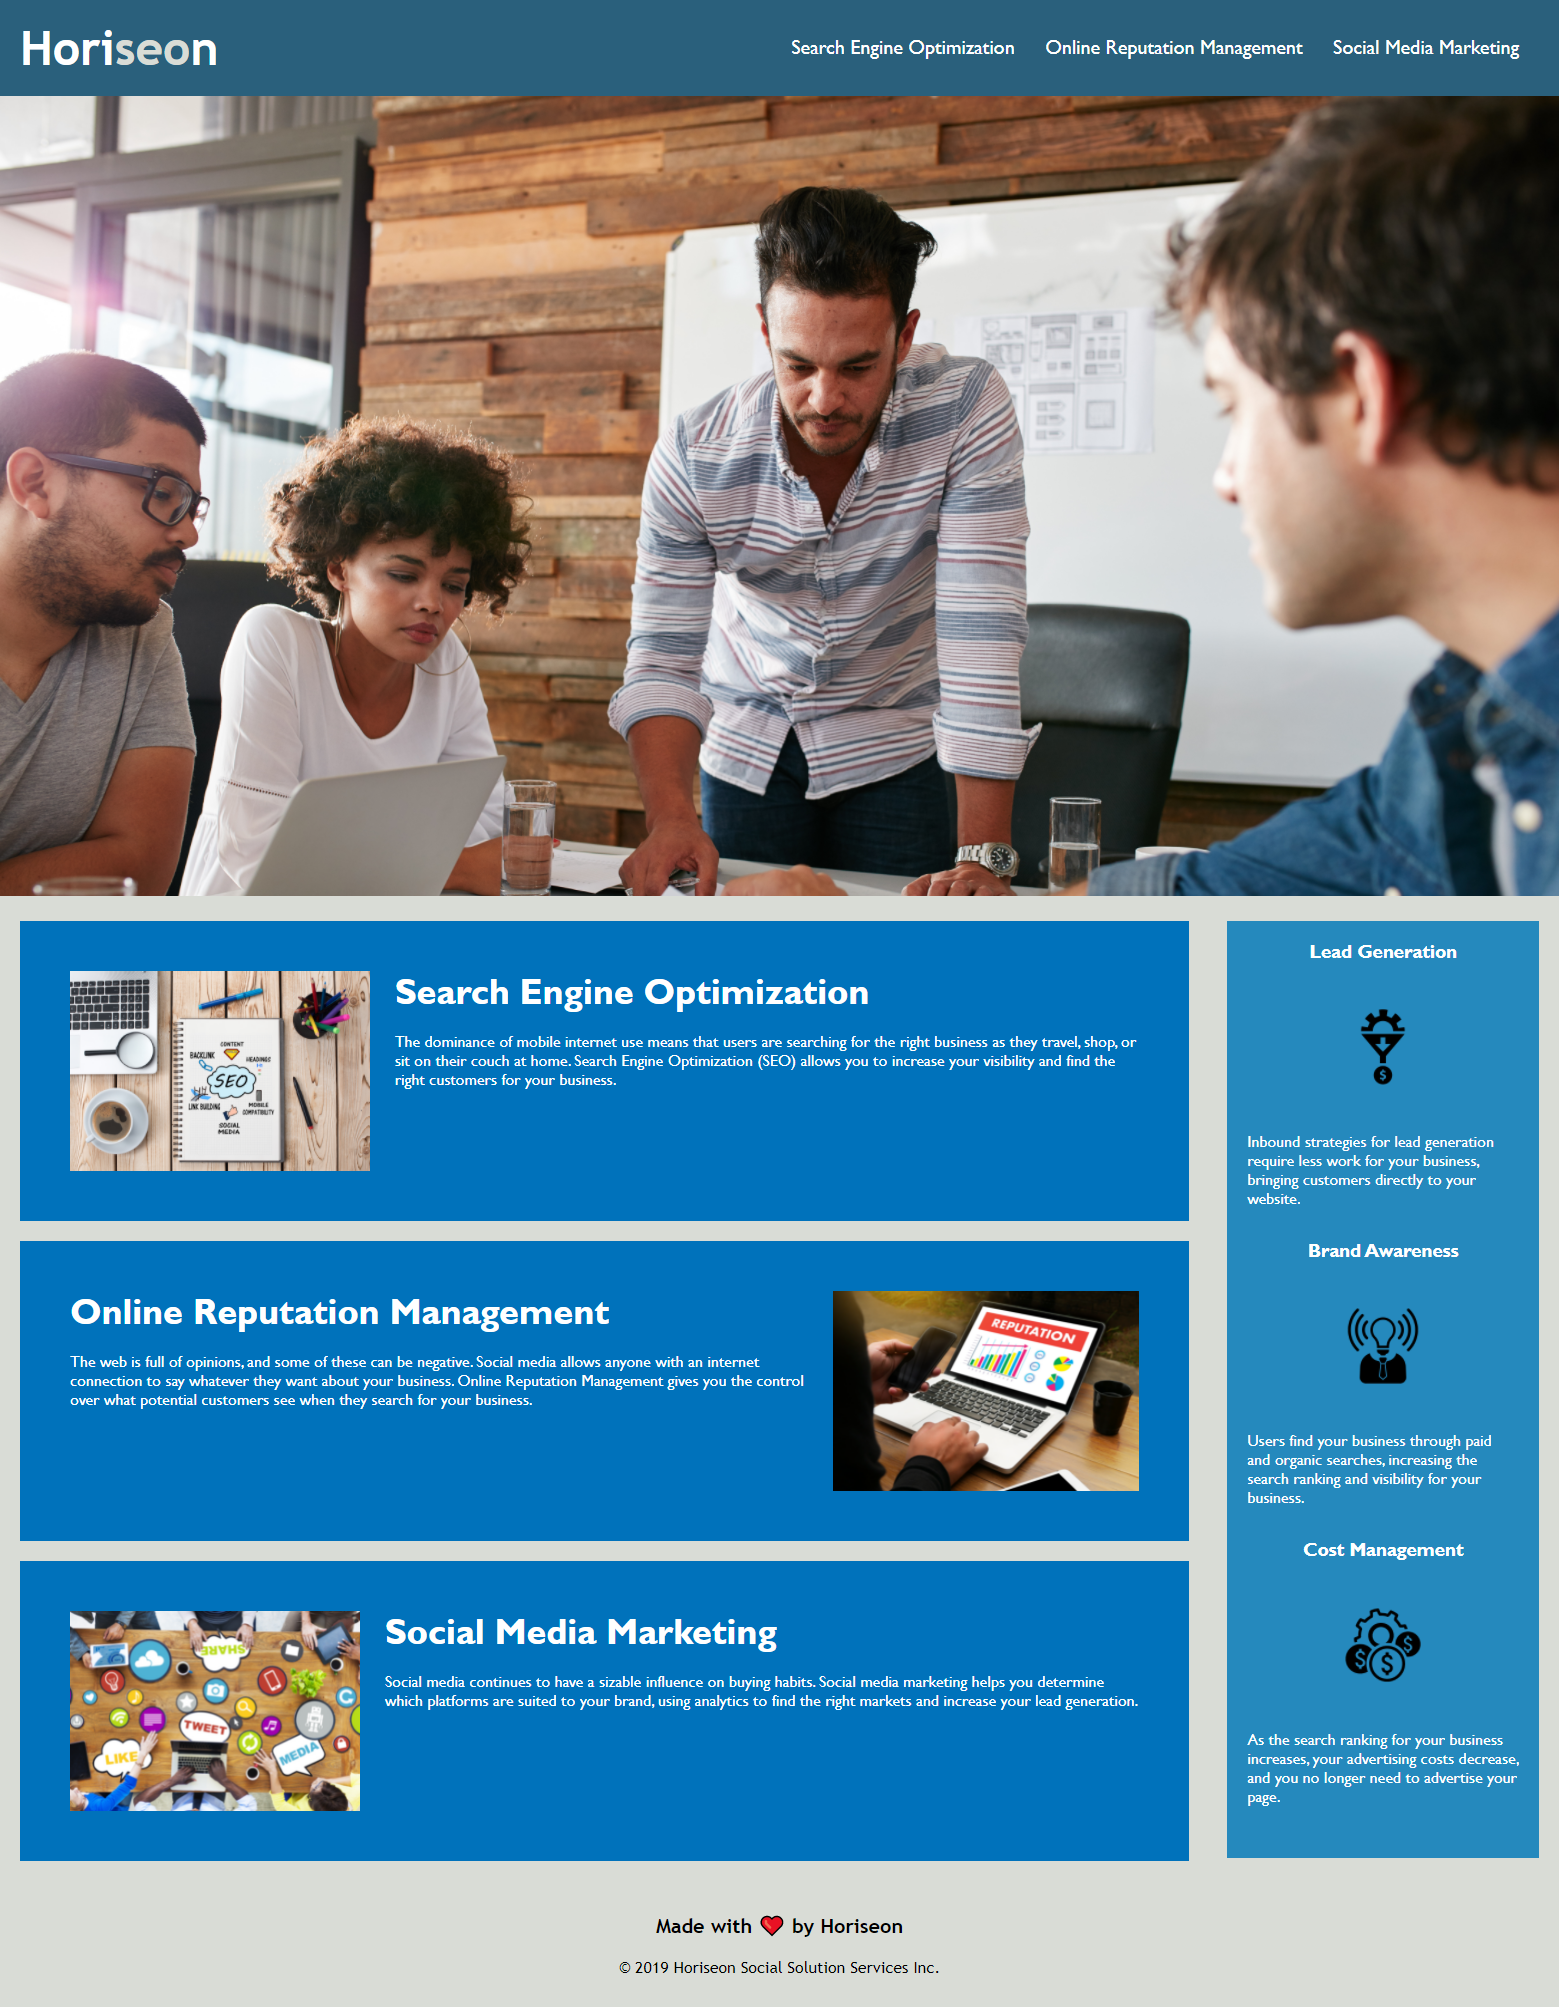 Horiseon
Search Engine Optimization
Online Reputation Management
Social Media Marketing
CONTENT
BACKLINK
HEADINGS
SEO
LINK BUILDING
MOBILE
COMPATIBILITY
SOCIAL
MEDIA
Search Engine Optimization
The dominance of mobile internet use means that users are searching for the right business as they travel, shop, or
sit on their couch at home. Search Engine Optimization (SEO) allows you to increase your visibility and find the
right customers for your business.
Online Reputation Management
The web is full of opinions, and some of these can be negative. Social media allows anyone with an internet
connection to say whatever they want about your business. Online Reputation Management gives you the control
over what potential customers see when they search for your business.
REPUTATION
SHARE
TWEET
LIKE
MEDIA
Social Media Marketing
Social media continues to have a sizable influence on buying habits. Social media marketing helps you determine
which platforms are suited to your brand, using analytics to find the right markets and increase your lead generation.
Lead Generation
$
Inbound strategies for lead generation
require less work for your business,
bringing customers directly to your
website.
Brand Awareness
Users find your business through paid
and organic searches, increasing the
search ranking and visibility for your
business.
Cost Management
$ $ $
As the search ranking for your business
increases, your advertising costs decrease,
and you no longer need to advertise your
page.
Made with ❤️ by Horiseon
© 2019 Horiseon Social Solution Services Inc.